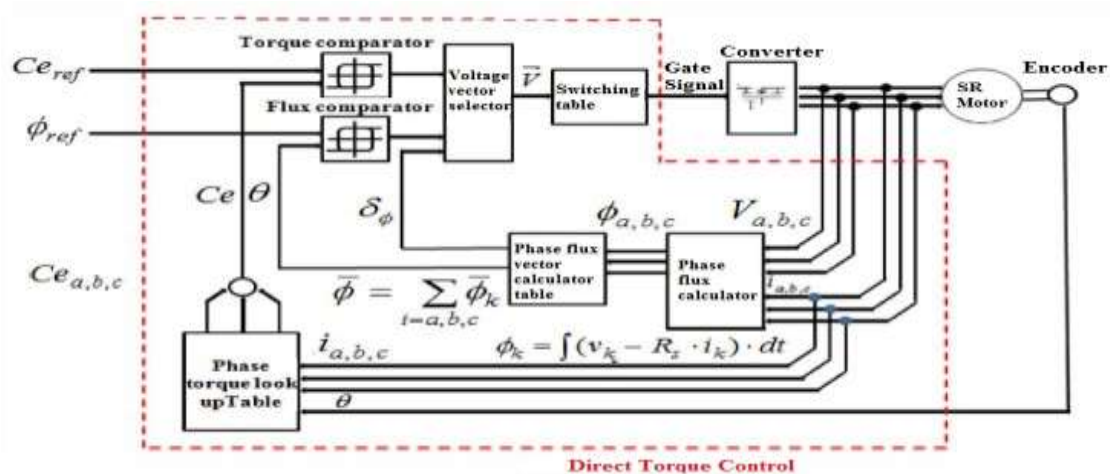 Torque comparator
Ce_ref
Flux comparator
ϕ_ref
Voltage
vector
selector
V̄
Switching
table
Gate
Signal
Converter
SR
Motor
Encoder
Ce θ
δ_ϕ
ϕ_a,b,c
V_a,b,c
Ce_a,b,c
Phase flux
vector
calculator
table
Phase
flux
calculator
i_a,b,c
ϕ̄ = ∑ ϕ̄_k
i=a,b,c
i_a,b,c
ϕ_k = ∫(v_k − R_s · i_k) · dt
Phase
torque look
upTable
θ
Direct Torque Control